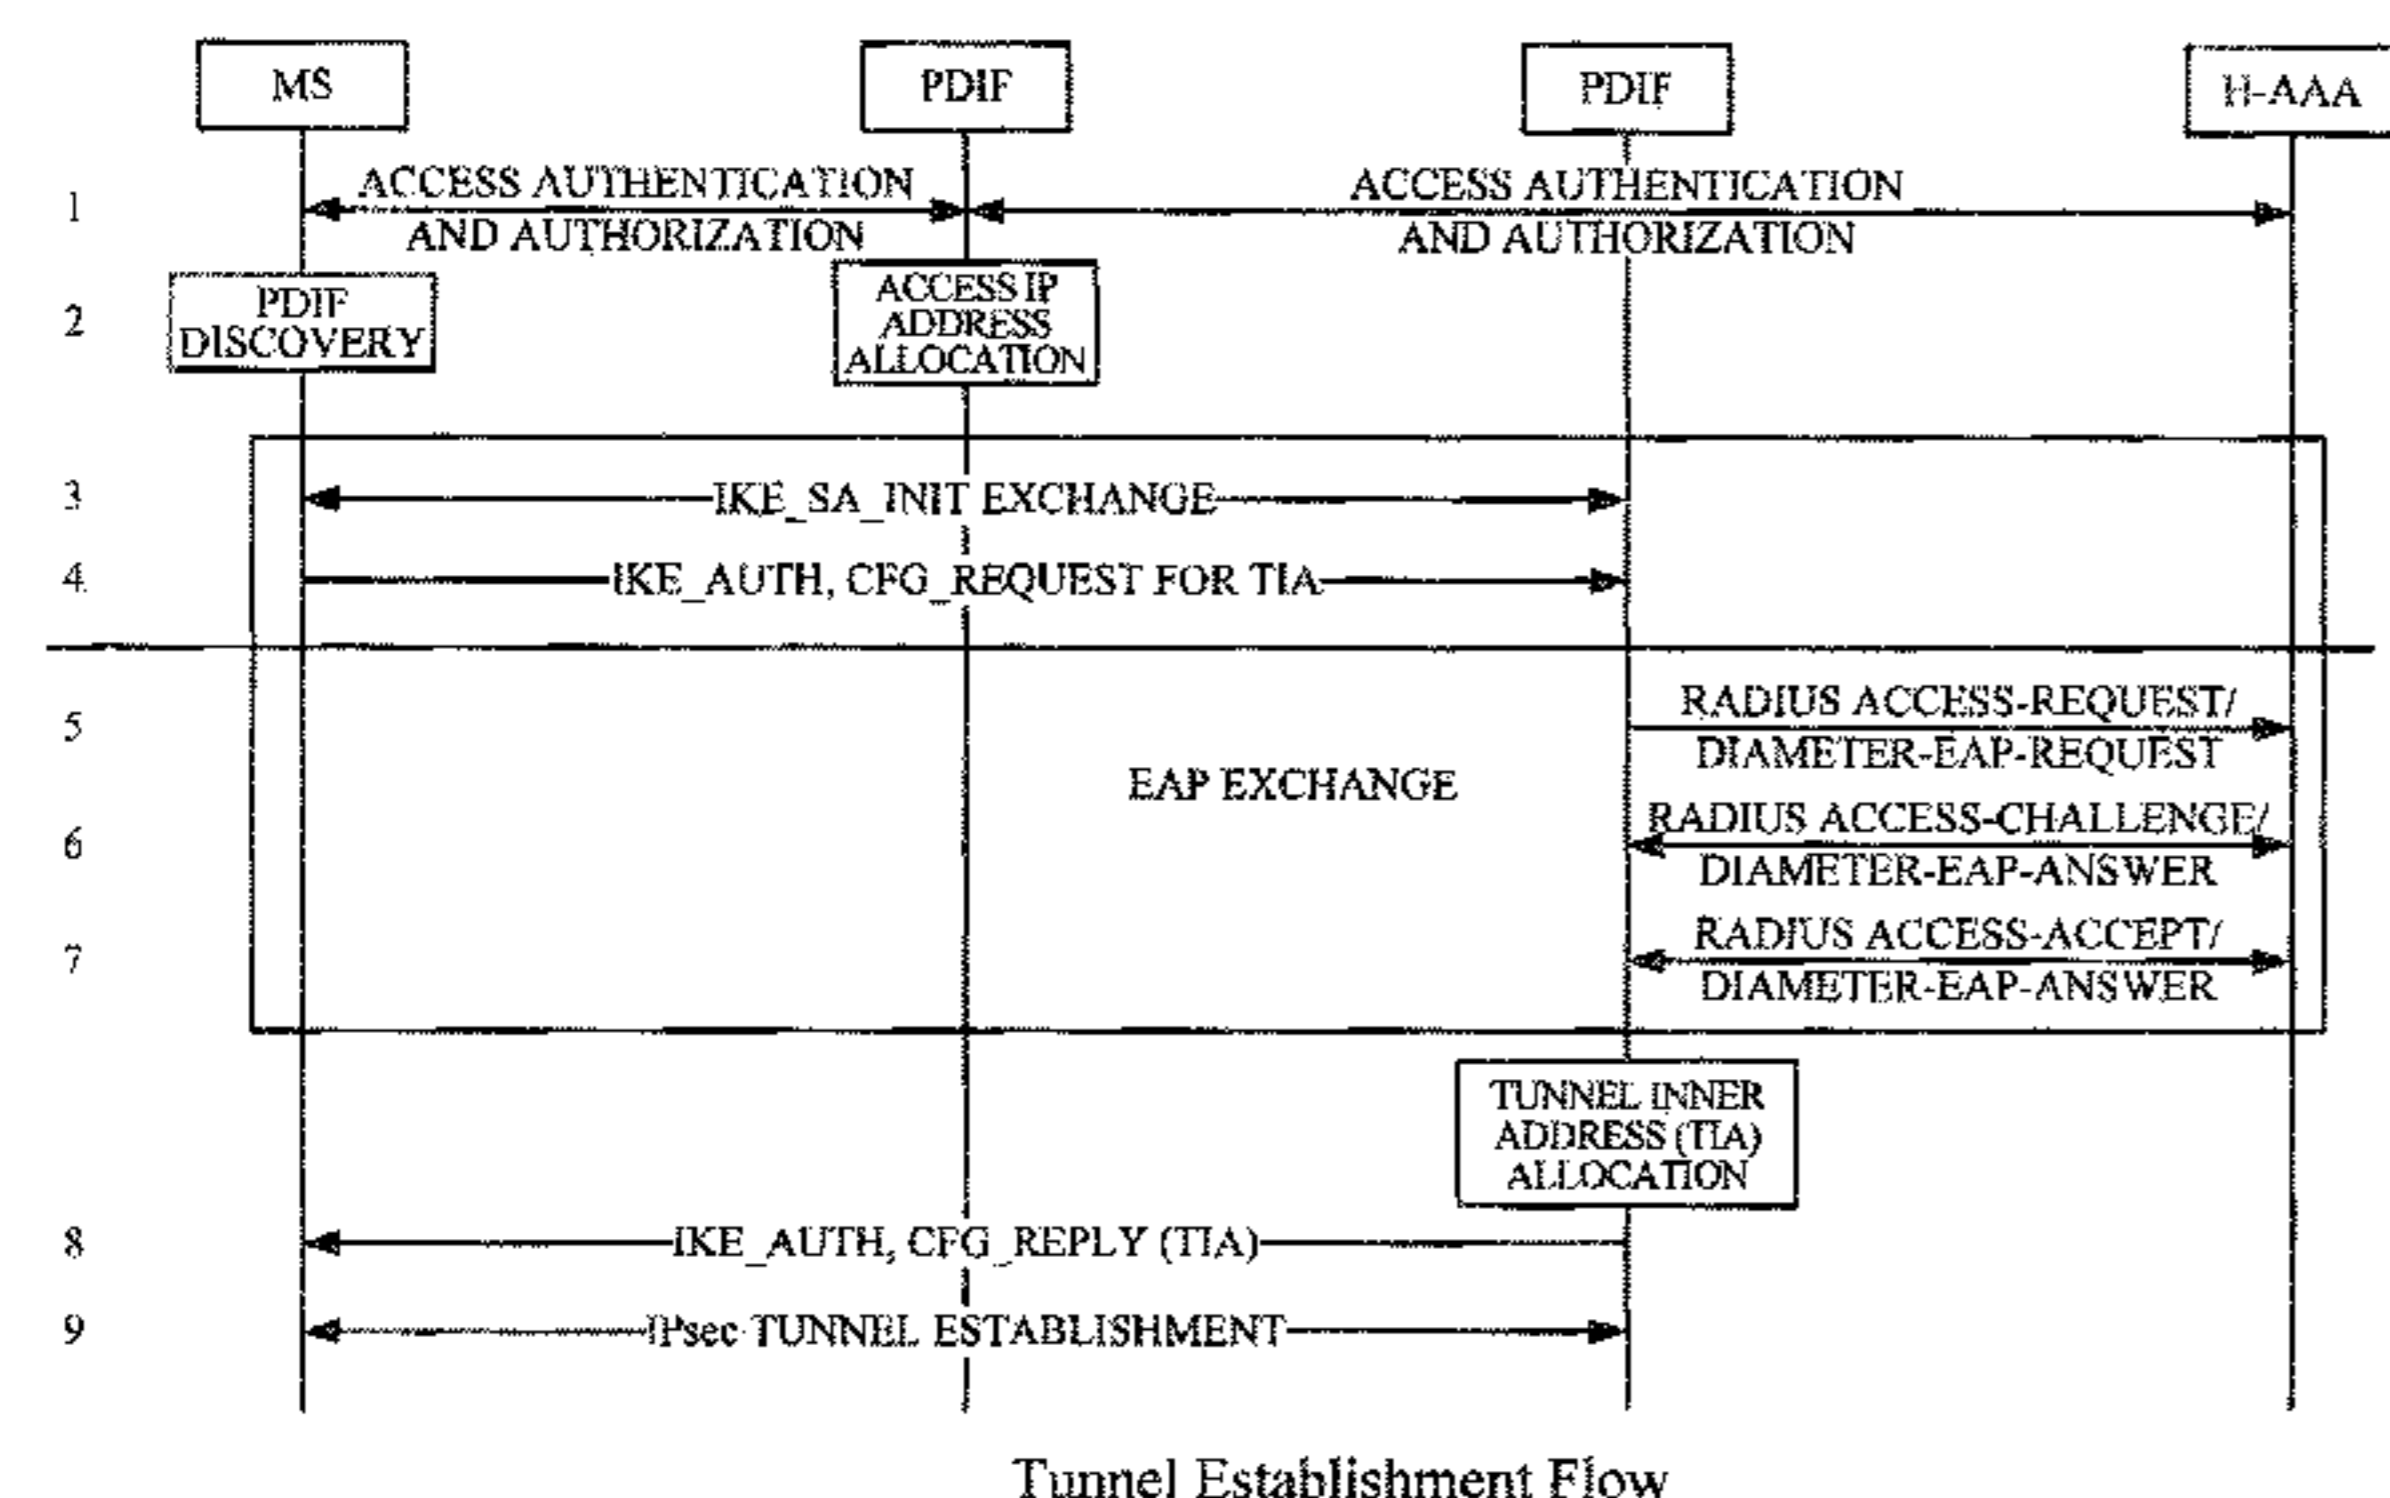 MS
PDIF
PDIF
H-AAA
1
ACCESS AUTHENTICATION
AND AUTHORIZATION
ACCESS AUTHENTICATION
AND AUTHORIZATION
2
PDIF
DISCOVERY
ACCESS IP
ADDRESS
ALLOCATION
3
IKE_SA_INIT EXCHANGE
4
IKE_AUTH, CFG_REQUEST FOR TIA
5
RADIUS ACCESS-REQUEST/
DIAMETER-EAP-REQUEST
EAP EXCHANGE
6
RADIUS ACCESS-CHALLENGE/
DIAMETER-EAP-ANSWER
7
RADIUS ACCESS-ACCEPT/
DIAMETER-EAP-ANSWER
TUNNEL INNER
ADDRESS (TIA)
ALLOCATION
8
IKE_AUTH, CFG_REPLY (TIA)
9
IPsec TUNNEL ESTABLISHMENT
Tunnel Establishment Flow